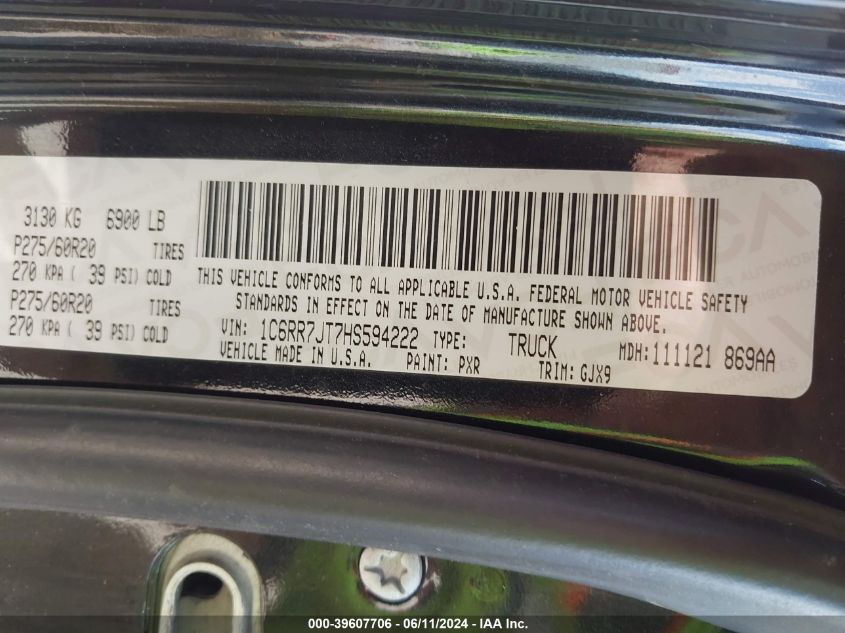 3130 KG 6900 LB
P275/60R20 TIRES
270 KPA ( 39 PSI) COLD
P275/60R20 TIRES
270 KPA ( 39 PSI) COLD
THIS VEHICLE CONFORMS TO ALL APPLICABLE U.S.A. FEDERAL MOTOR VEHICLE SAFETY
STANDARDS IN EFFECT ON THE DATE OF MANUFACTURE SHOWN ABOVE.
VIN: 1C6RR7JT7HS594222 TYPE: TRUCK MDH:111121 869AA
VEHICLE MADE IN U.S.A. PAINT: PXR TRIM: GJX9
000-39607706 - 06/11/2024 - IAA Inc.